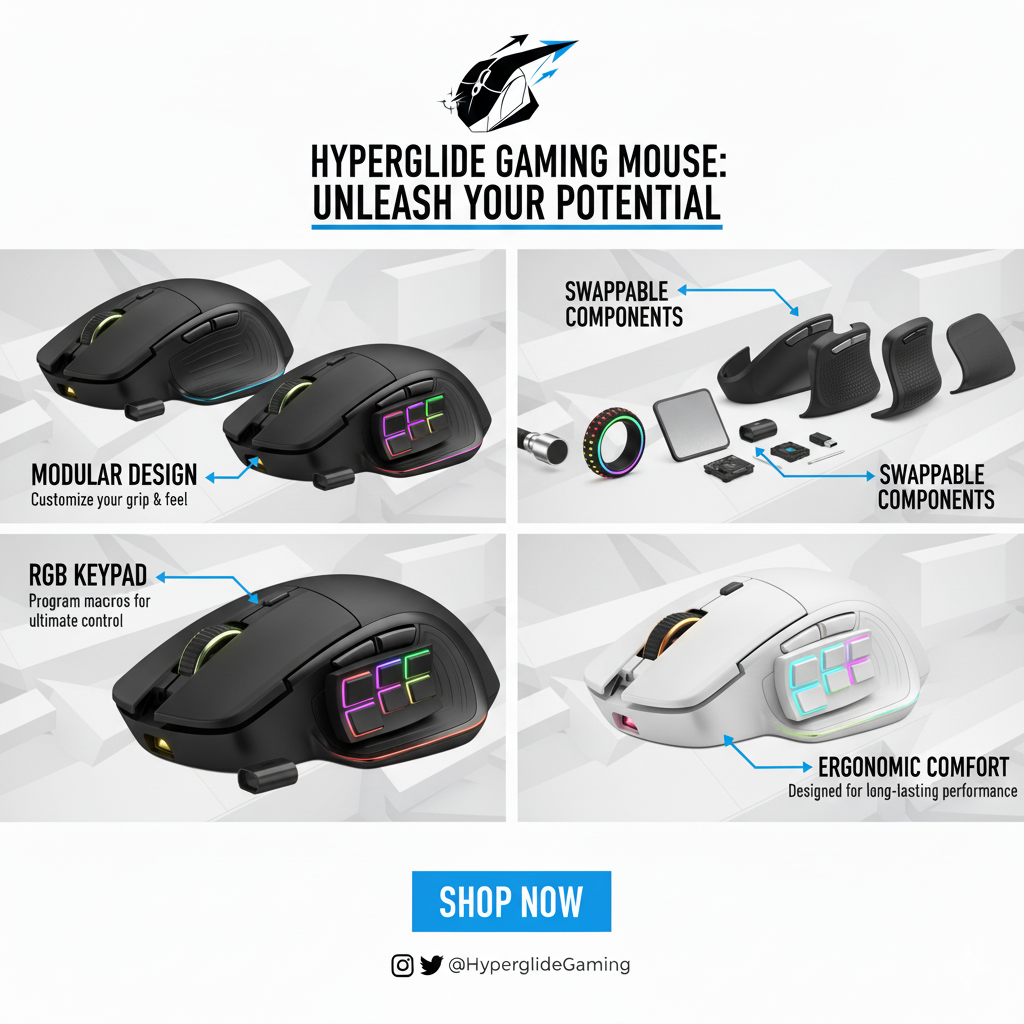 HYPERGLIDE GAMING MOUSE:
UNLEASH YOUR POTENTIAL
MODULAR DESIGN
Customize your grip & feel
SWAPPABLE
COMPONENTS
SWAPPABLE
COMPONENTS
RGB KEYPAD
Program macros for
ultimate control
ERGONOMIC COMFORT
Designed for long-lasting performance
SHOP NOW
@HyperglideGaming